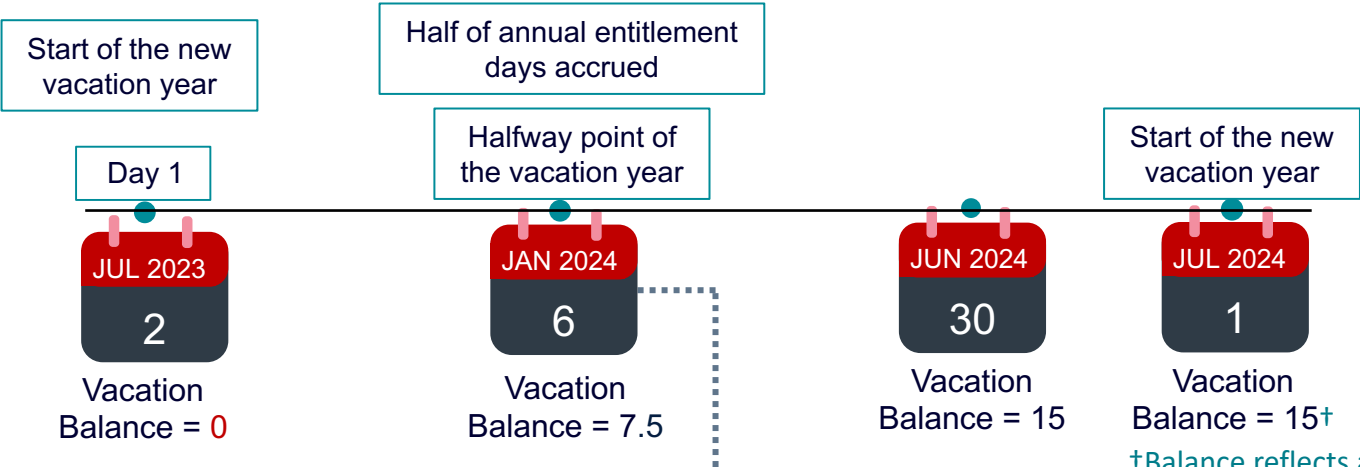 Start of the new
vacation year
Half of annual entitlement
days accrued
Day 1
Halfway point of
the vacation year
Start of the new
vacation year
JUL 2023
2
Vacation
Balance = 0
JAN 2024
6
Vacation
Balance = 7.5
JUN 2024
30
Vacation
Balance = 15
JUL 2024
1
Vacation
Balance = 15†
†Balance reflects a